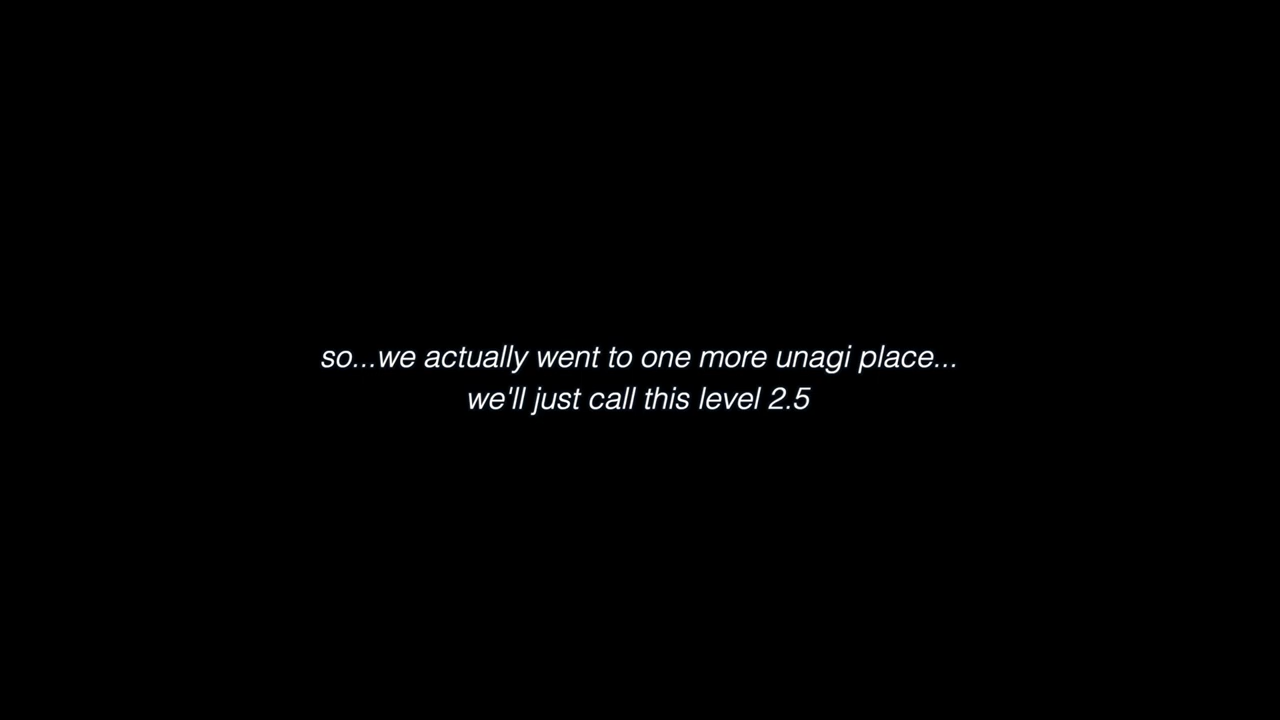 so...we actually went to one more unagi place...
we'll just call this level 2.5